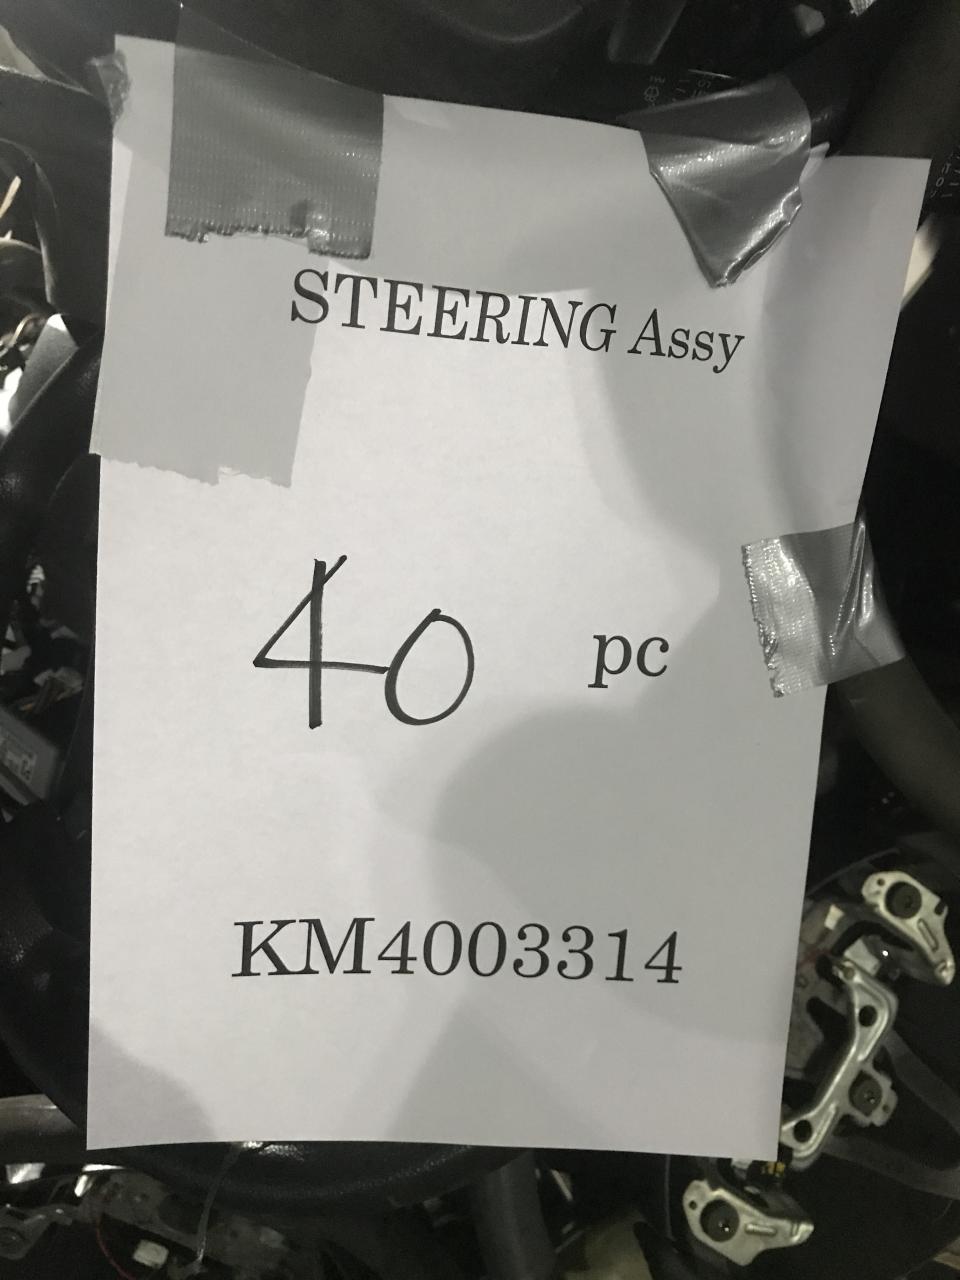 STEERING Assy
40 pc
KM4003314